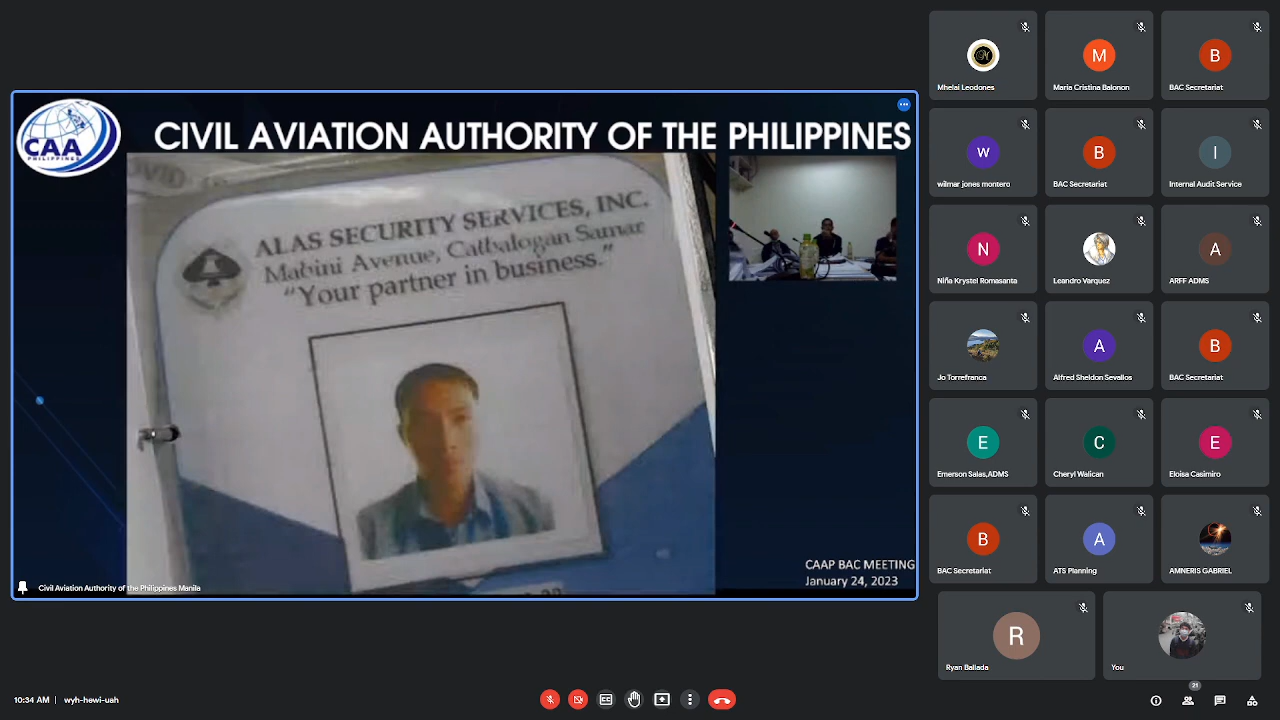 CAA
PHILIPPINES
CIVIL AVIATION AUTHORITY OF THE PHILIPPINES
ALAS SECURITY SERVICES, INC.
Mabini Avenue, Catbalogan Samar
"Your partner in business."
CAAP BAC MEETING
January 24, 2023
Civil Aviation Authority of the Philippines Manila
Mhelai Leodones
M
Marie Cristina Balonon
B
BAC Secretariat
w
wilmar jones montero
B
BAC Secretariat
I
Internal Audit Service
N
Niña Krystel Romasanta
Leandro Varquez
A
ARFF ADMS
Jo Torrefranca
A
Alfred Sheldon Sevallos
B
BAC Secretariat
E
Emerson Salas,ADMS
C
Cheryl Walican
E
Eloisa Casimiro
B
BAC Secretariat
A
ATS Planning
AMNERIS GABRIEL
R
Ryan Ballada
You
10:34 AM | wyh-hewi-uah
CC
21